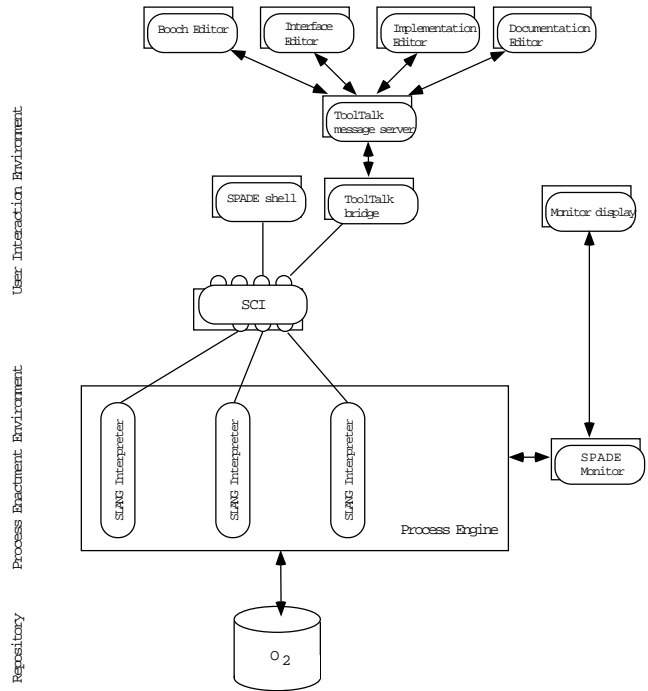 Booch Editor
Interface
Editor
Implementation
Editor
Documentation
Editor
ToolTalk
message server
User Interaction Environment
SPADE shell
ToolTalk
bridge
Monitor display
SCI
Process Enactment Environment
SLANG Interpreter
SLANG Interpreter
SLANG Interpreter
SPADE
Monitor
Process Engine
Repository
O2